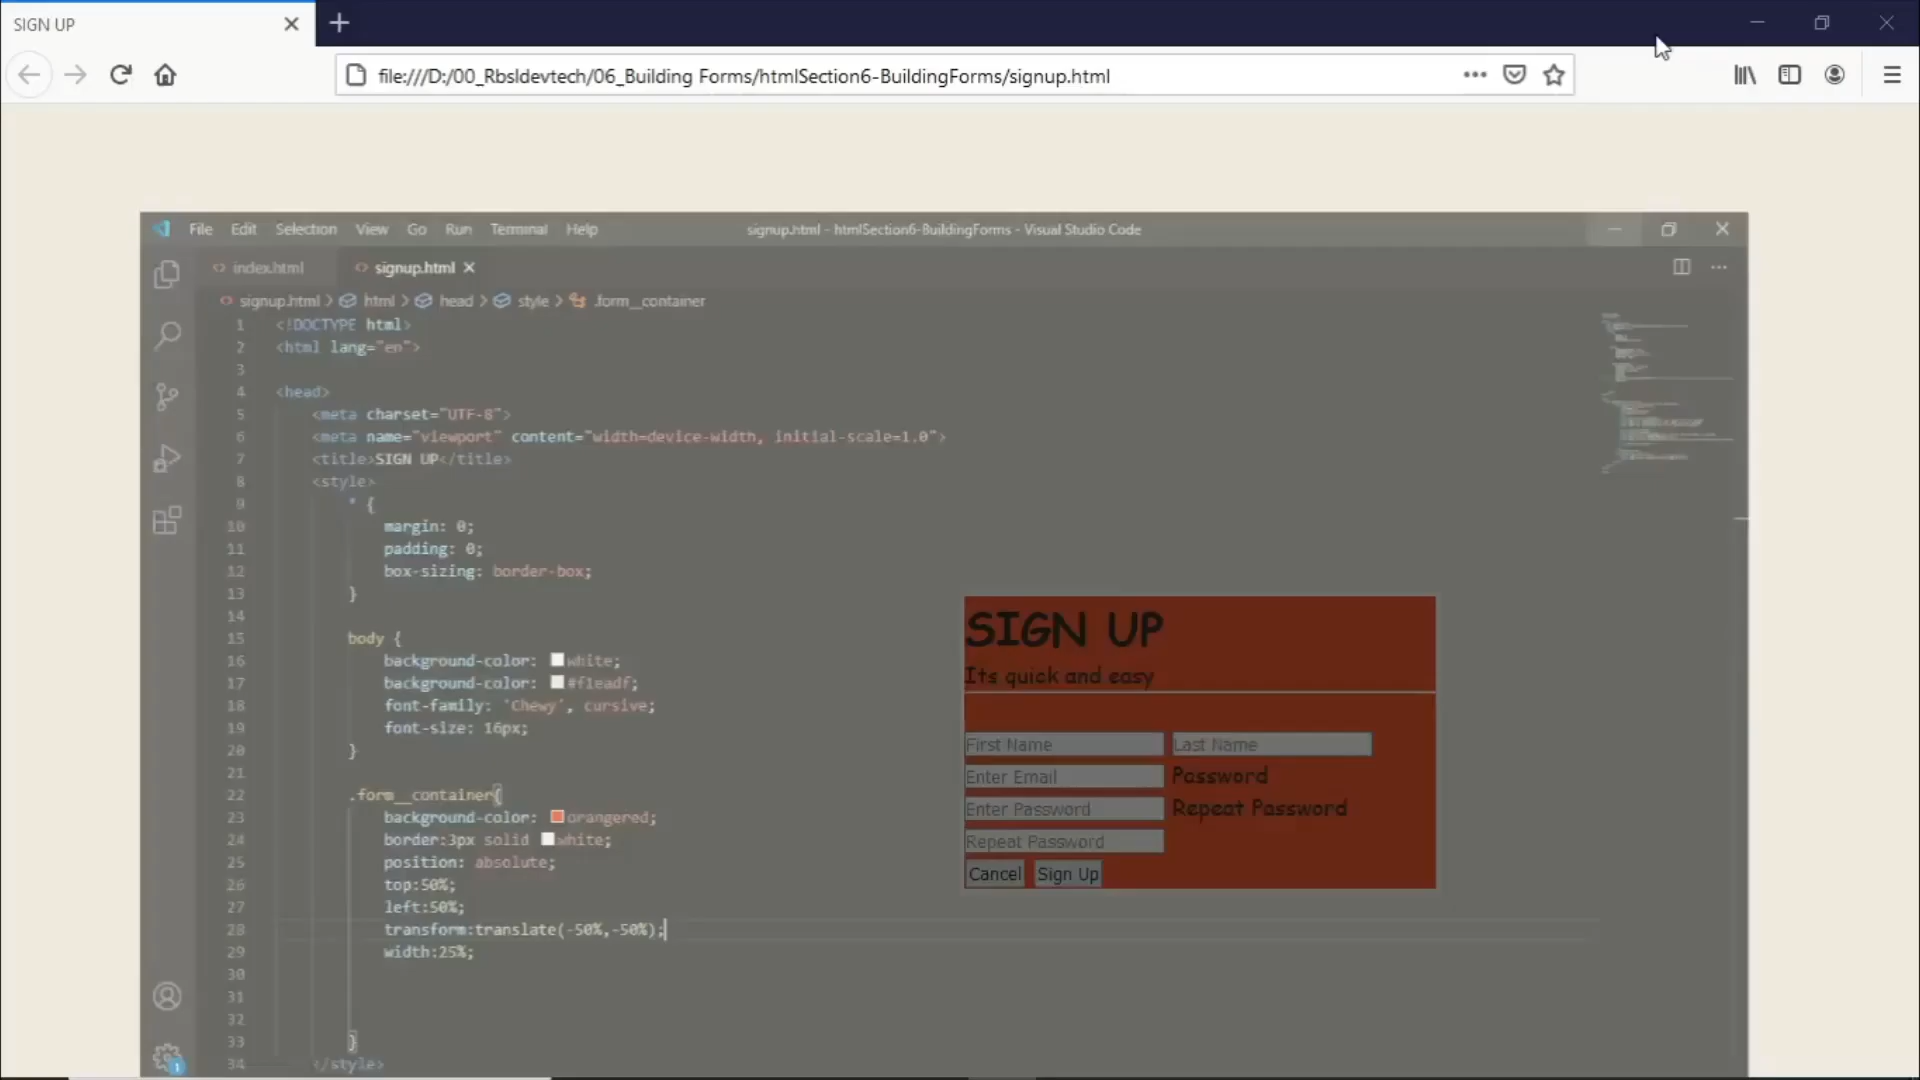 SIGN UP
file:///D:/00_Rbsldevtech/06_Building Forms/htmlSection6-BuildingForms/signup.html
File Edit Selection View Go Run Terminal Help signup.html - htmlSection6-BuildingForms - Visual Studio Code
index.html signup.html
signup.html > html > head > style > .form__container
1 <!DOCTYPE html>
2 <html lang="en">
3
4 <head>
5 <meta charset="UTF-8">
6 <meta name="viewport" content="width=device-width, initial-scale=1.0">
7 <title>SIGN UP</title>
8 <style>
9 * {
10 margin: 0;
11 padding: 0;
12 box-sizing: border-box;
13 }
14
15 body {
16 background-color: white;
17 background-color: #f1eadf;
18 font-family: 'Chewy', cursive;
19 font-size: 16px;
20 }
21
22 .form__container{
23 background-color: orangered;
24 border:3px solid white;
25 position: absolute;
26 top:50%;
27 left:50%;
28 transform:translate(-50%,-50%);
29 width:25%;
30
31
32
33 }
34 </style>
1
SIGN UP
Its quick and easy
First Name Last Name
Enter Email Password
Enter Password Repeat Password
Repeat Password
Cancel Sign Up